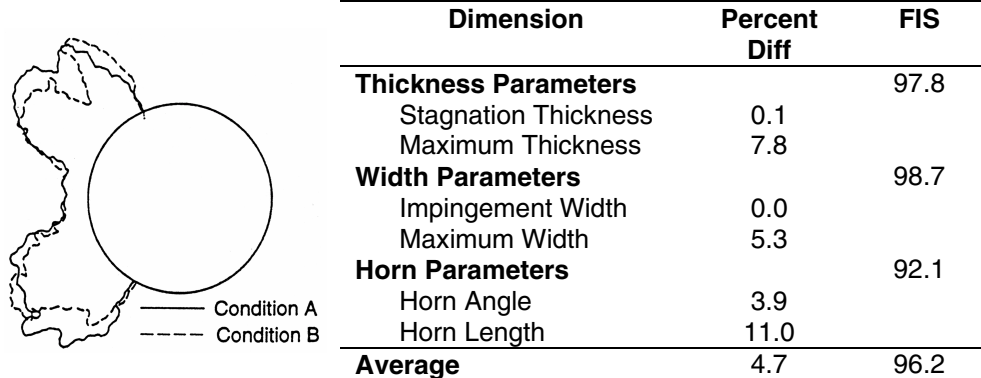 Condition A
Condition B
Dimension Percent Diff FIS
Thickness Parameters 97.8
Stagnation Thickness 0.1
Maximum Thickness 7.8
Width Parameters 98.7
Impingement Width 0.0
Maximum Width 5.3
Horn Parameters 92.1
Horn Angle 3.9
Horn Length 11.0
Average 4.7 96.2